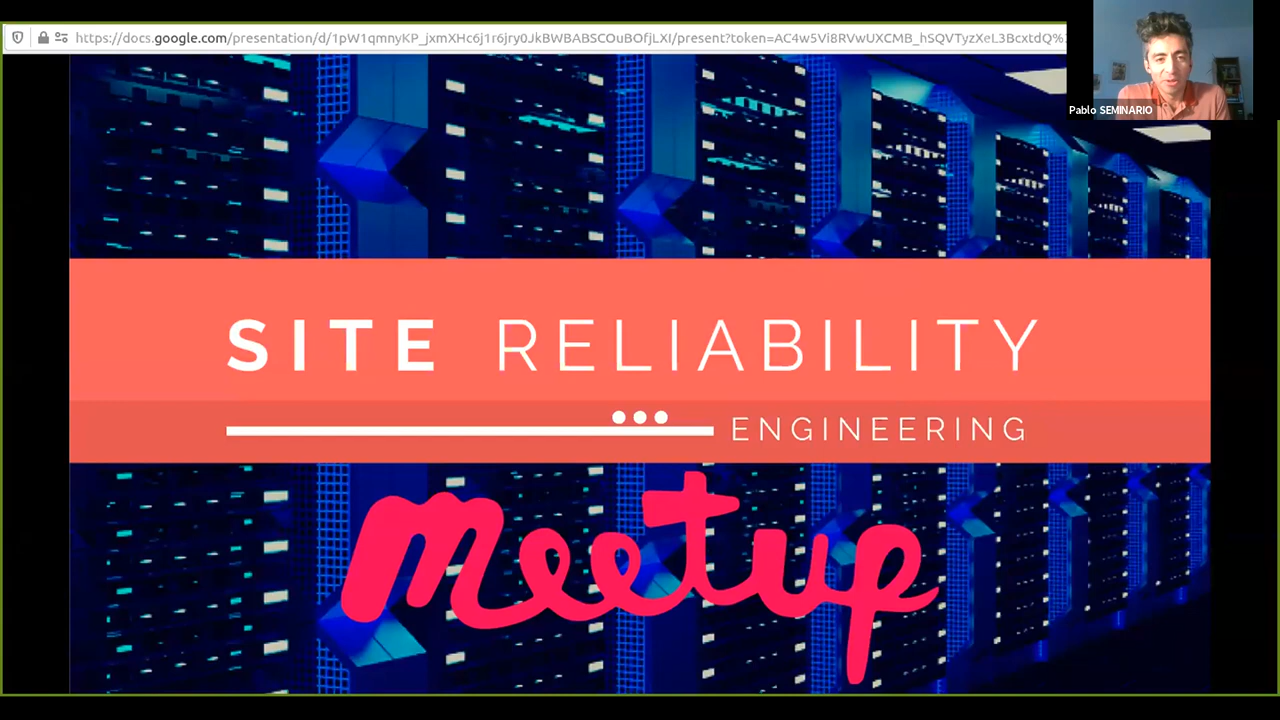 https://docs.google.com/presentation/d/1pW1qmnyKP_jxmXHc6j1r6jry0JkBWBABSCOuBOfjLXI/present?token=AC4w5Vi8RVwUXCMB_hSQVTyzXeL3BcxtdQ%
Pablo SEMINARIO
SITE RELIABILITY
ENGINEERING
meetup